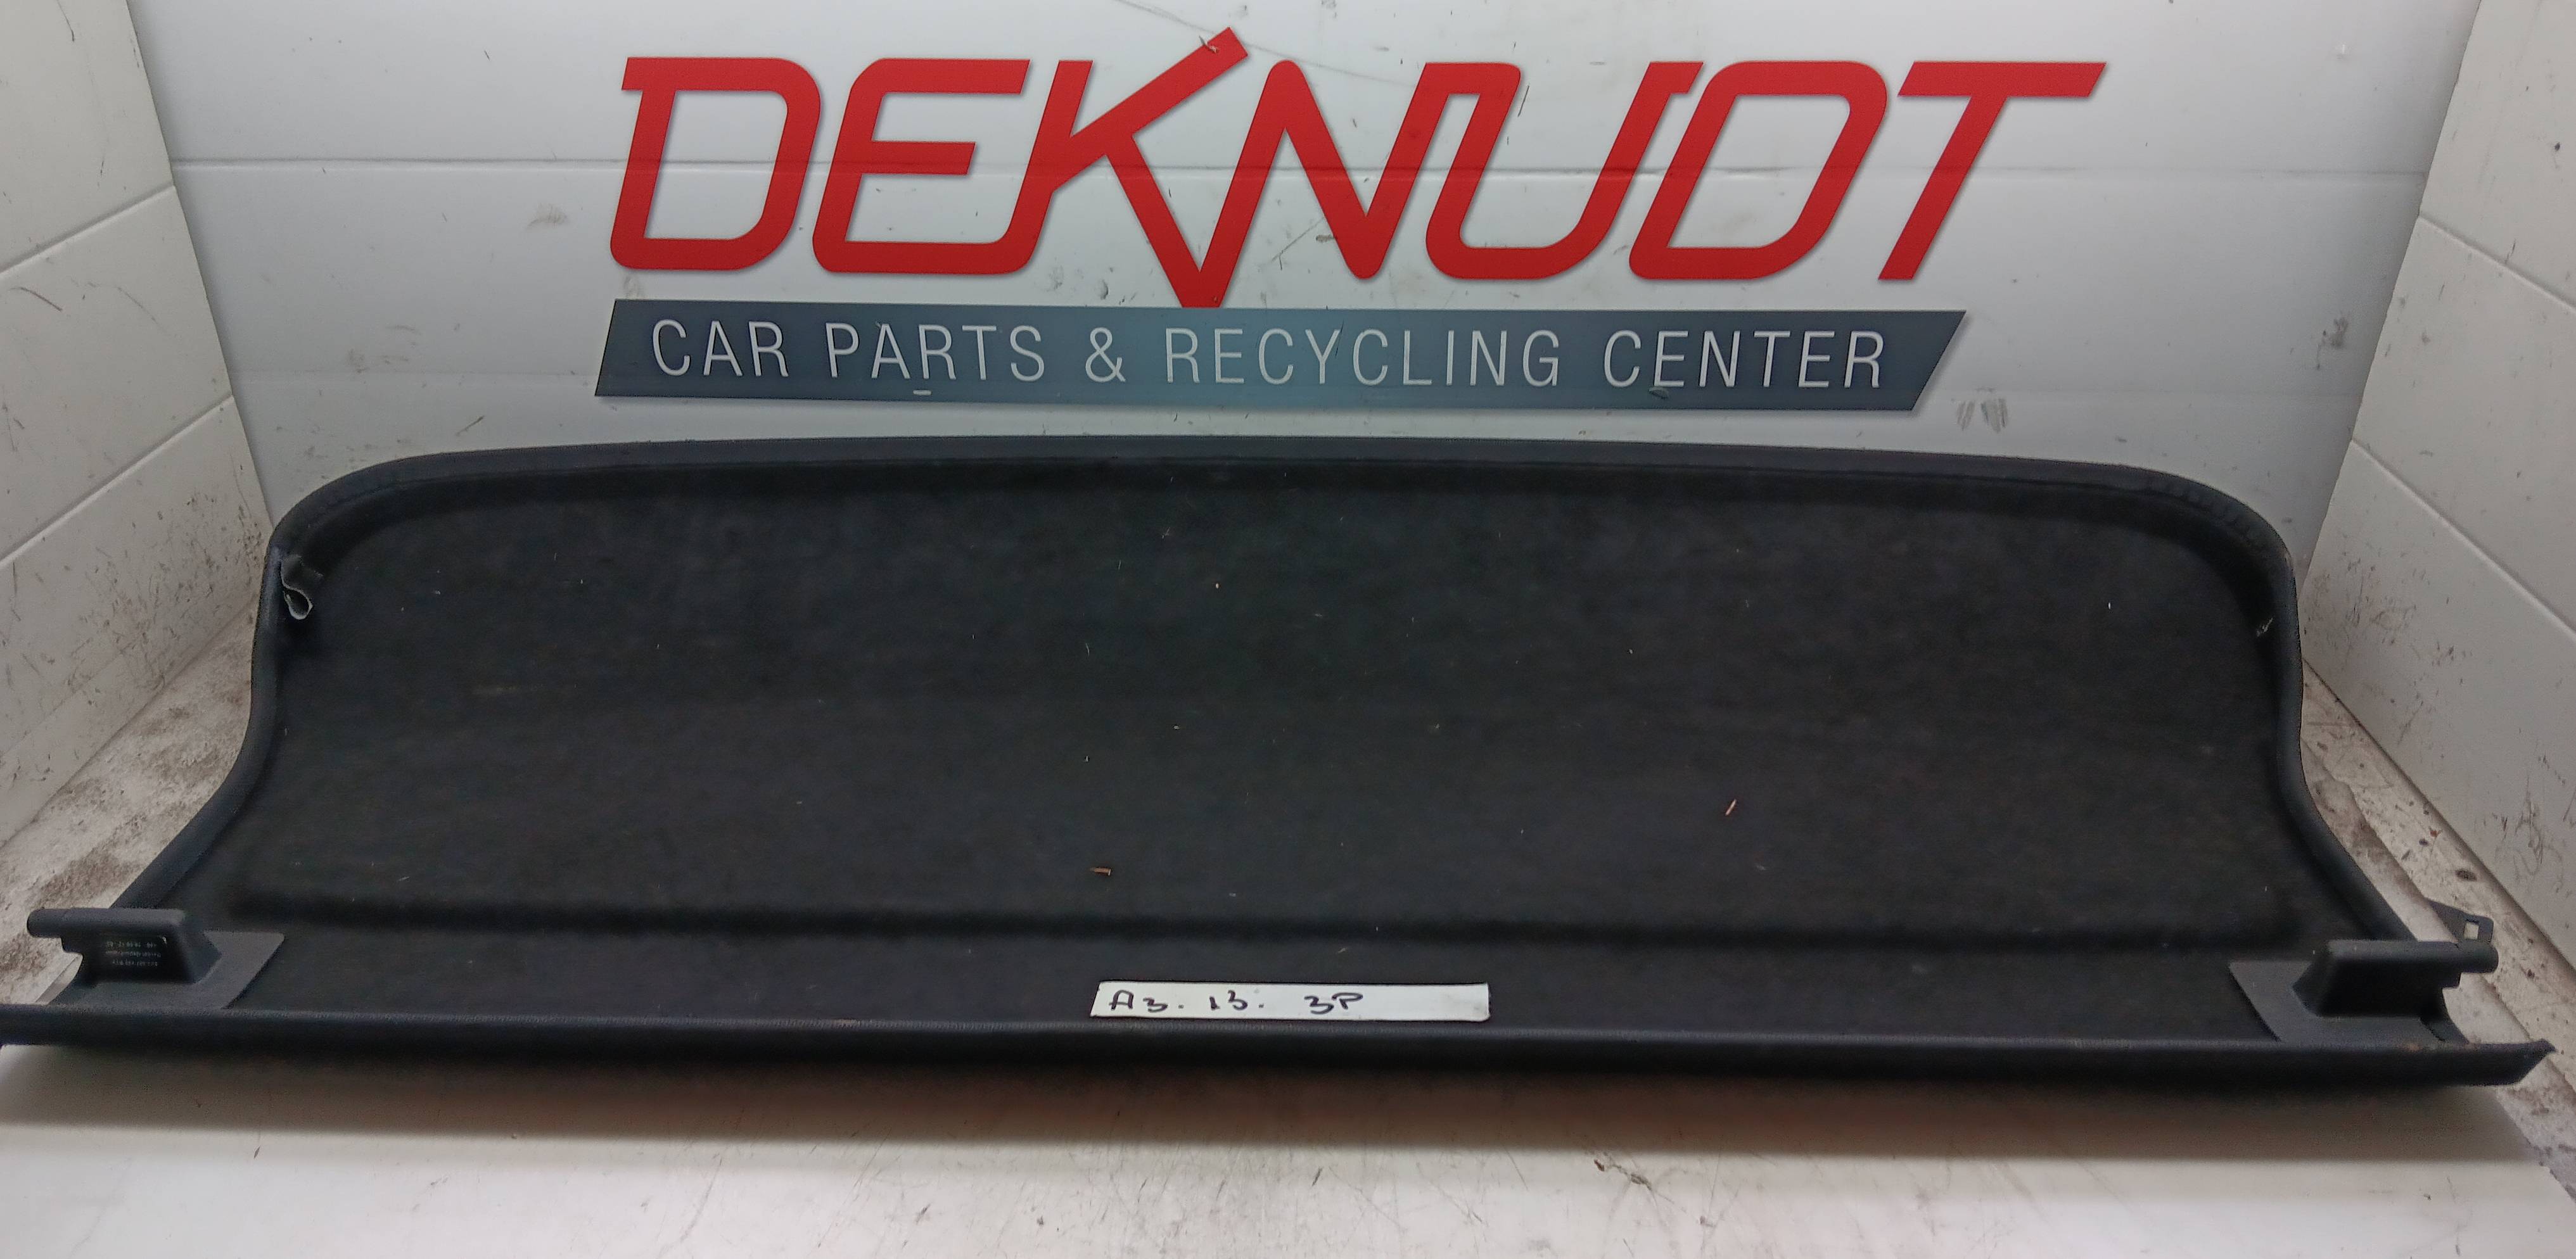 DEKNUDT
CAR PARTS & RECYCLING CENTER
A3. 13. 3P